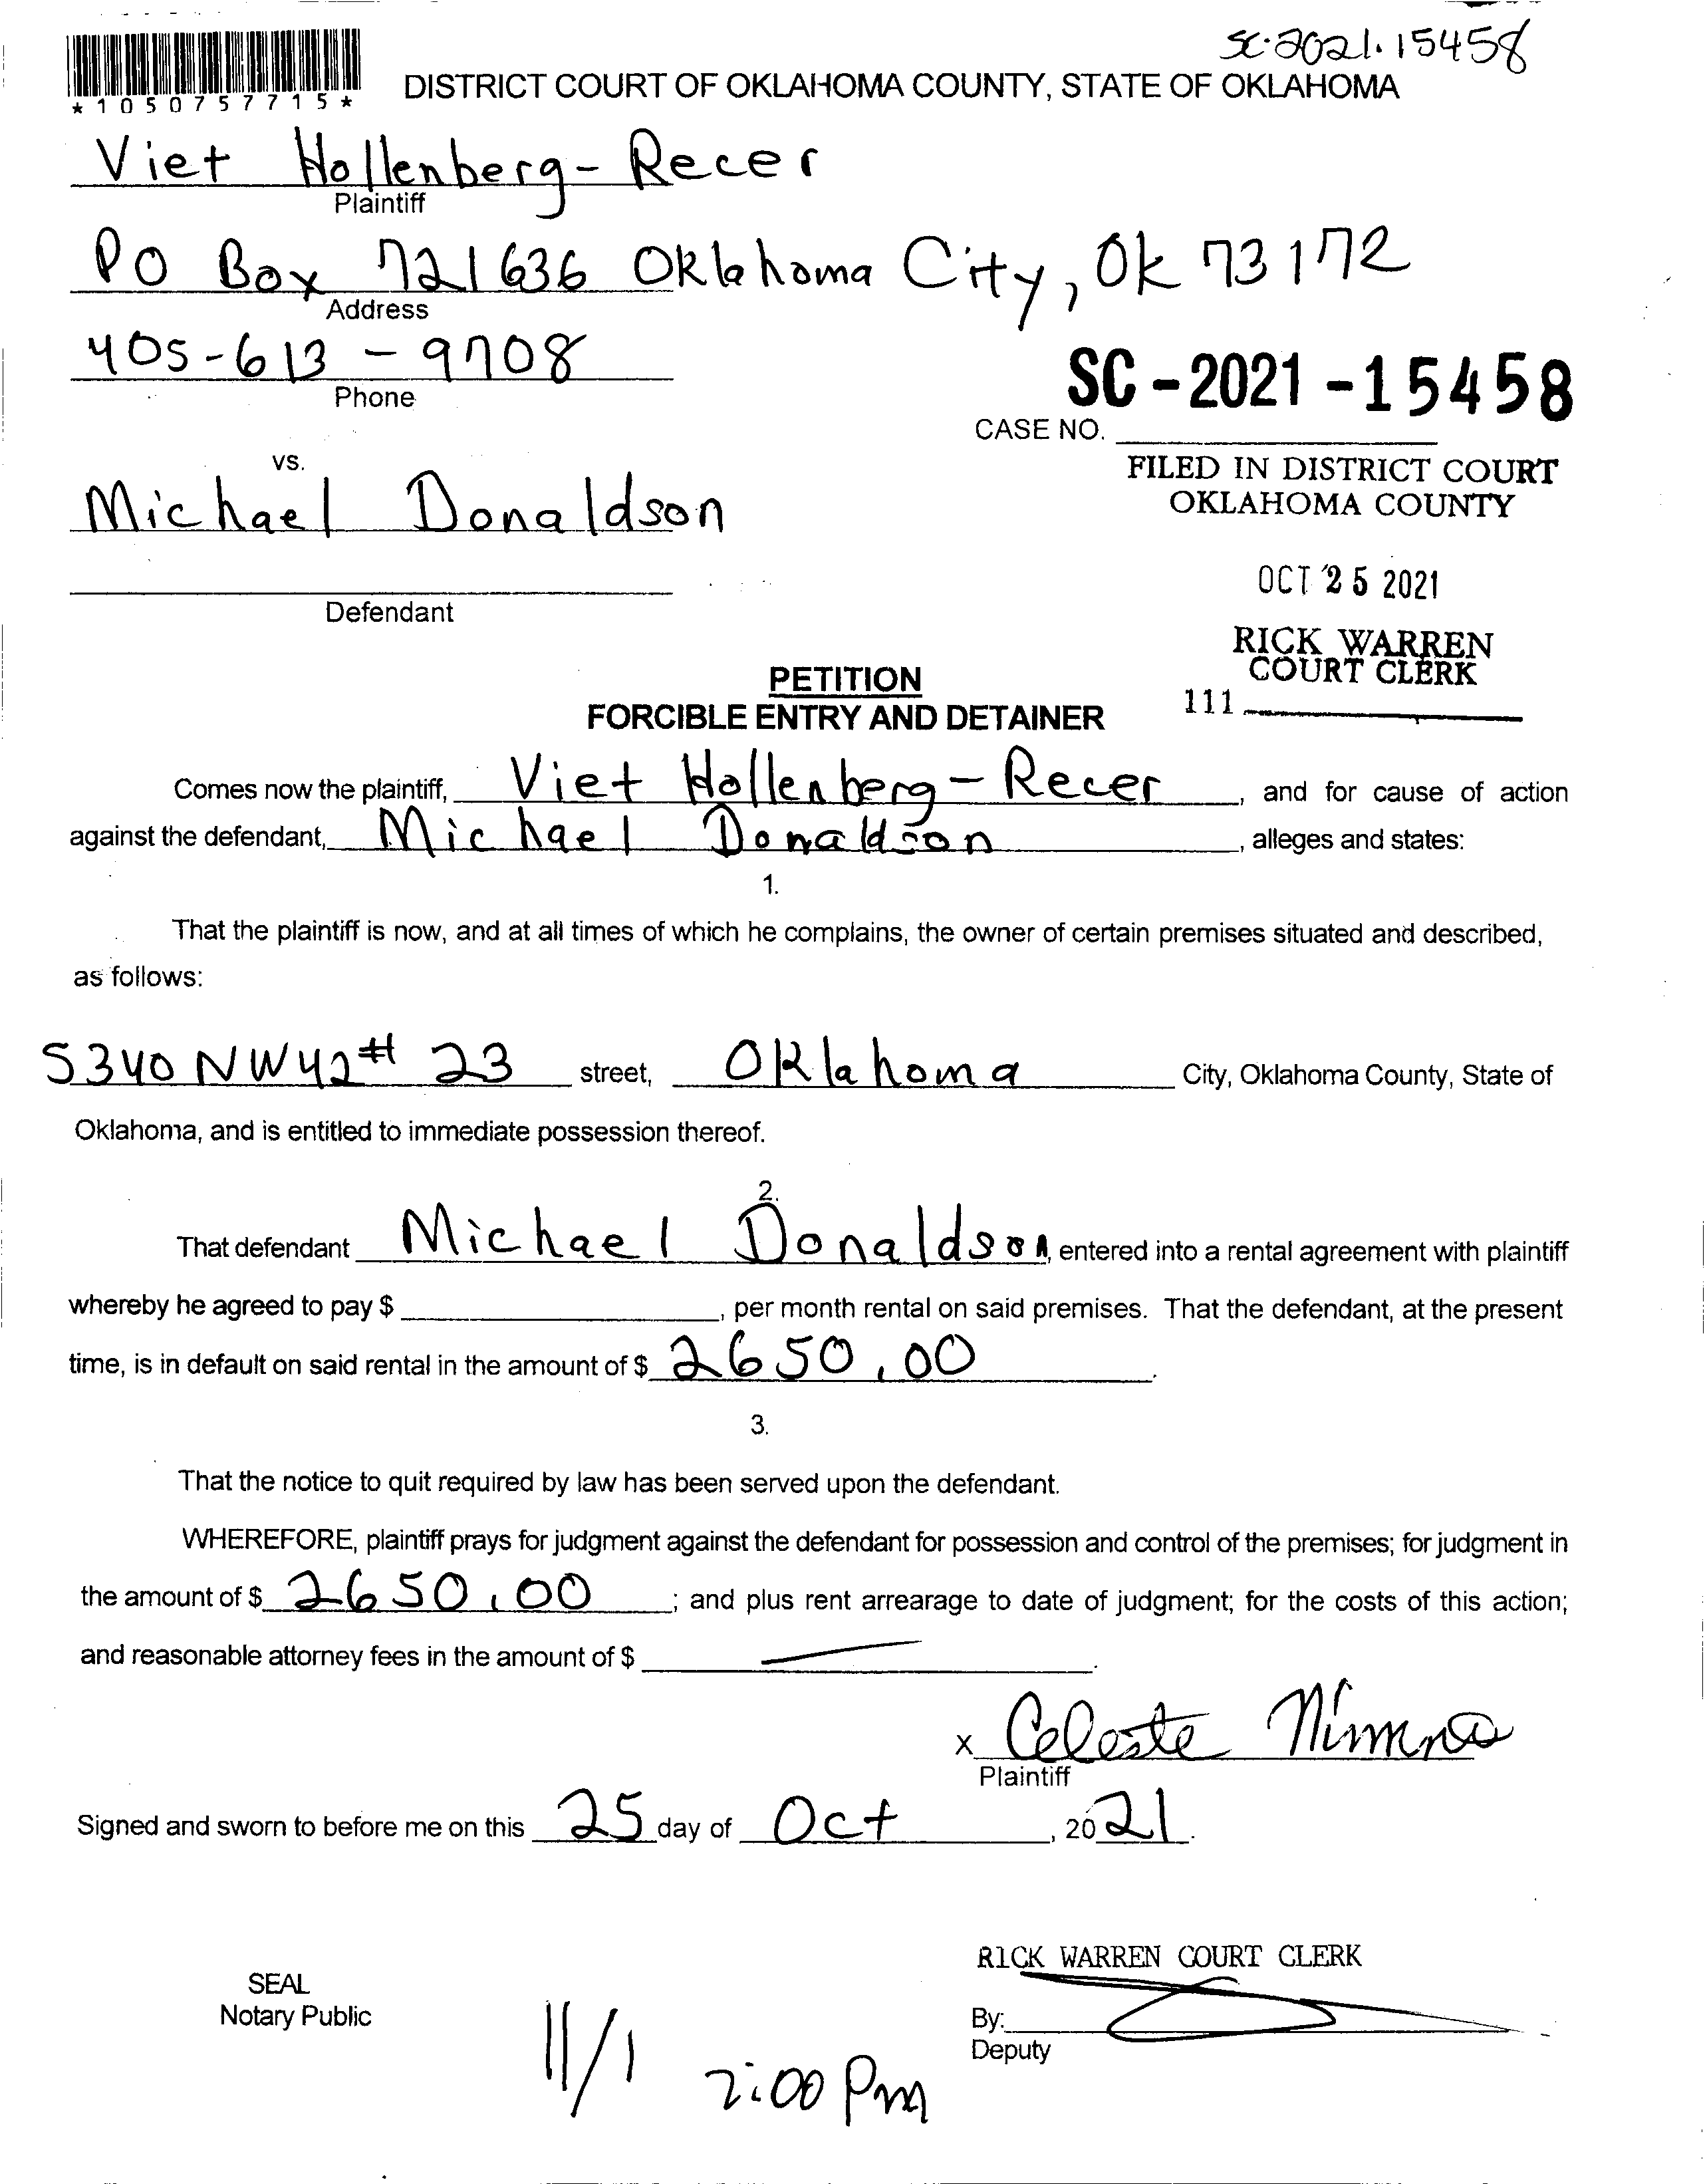 SC-2021-15458
*1050757715*
DISTRICT COURT OF OKLAHOMA COUNTY, STATE OF OKLAHOMA
Viet Hollenberg-Recer
Plaintiff
PO Box 721636 Oklahoma City, Ok 73172
Address
405-613-9708
Phone
SC-2021-15458
CASE NO.
vs.
FILED IN DISTRICT COURT
OKLAHOMA COUNTY
Michael Donaldson
OCT 25 2021
Defendant
RICK WARREN
COURT CLERK
111
PETITION
FORCIBLE ENTRY AND DETAINER
Comes now the plaintiff, Viet Hollenberg-Recer, and for cause of action
against the defendant, Michael Donaldson, alleges and states:
1.
That the plaintiff is now, and at all times of which he complains, the owner of certain premises situated and described,
as follows:
5340 NW42# 23 street, Oklahoma City, Oklahoma County, State of
Oklahoma, and is entitled to immediate possession thereof.
2.
That defendant Michael Donaldson, entered into a rental agreement with plaintiff
whereby he agreed to pay $ , per month rental on said premises. That the defendant, at the present
time, is in default on said rental in the amount of $ 2650.00.
3.
That the notice to quit required by law has been served upon the defendant.
WHEREFORE, plaintiff prays for judgment against the defendant for possession and control of the premises; for judgment in
the amount of $ 2650.00; and plus rent arrearage to date of judgment; for the costs of this action;
and reasonable attorney fees in the amount of $ —.
x Celeste
Plaintiff
Signed and sworn to before me on this 25 day of Oct, 2021.
RICK WARREN COURT CLERK
SEAL
Notary Public
By:
Deputy
11/1 2:00 Pm